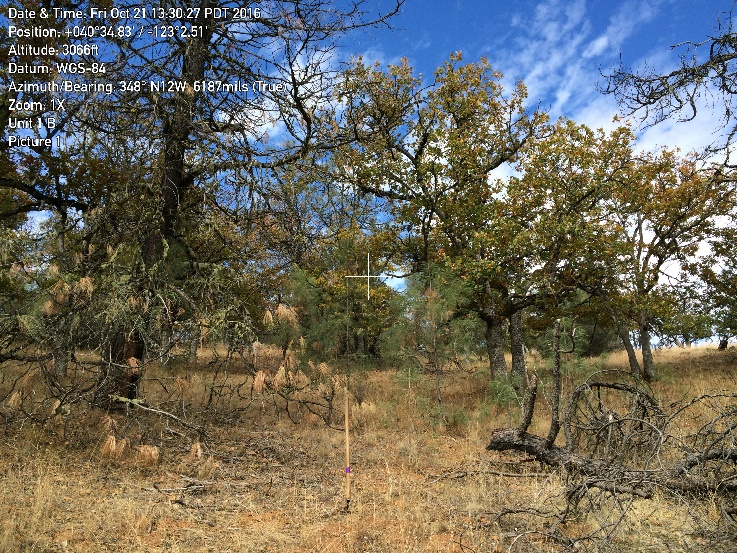 Date & Time: Fri Oct 21 13:30:27 PDT 2016
Position: +040°34.83' / -123°2.51'
Altitude: 3066ft
Datum: WGS-84
Azimuth/Bearing: 348° N12W 6187mils (True)
Zoom: 1X
Unit 1 B
Picture 1